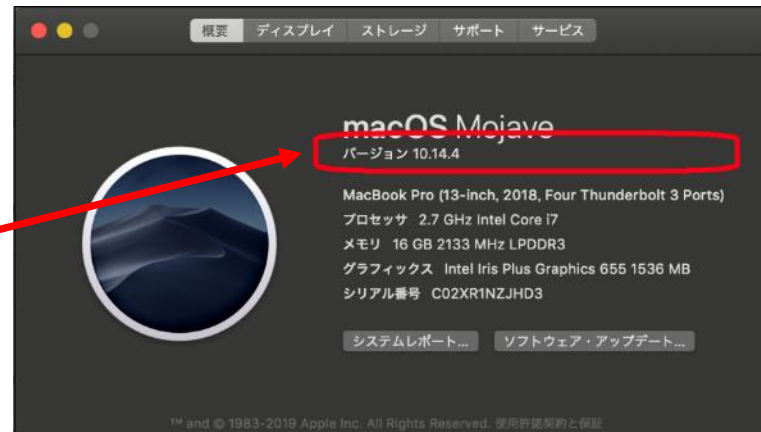 概要 ディスプレイ ストレージ サポート サービス
macOS Mojave
バージョン 10.14.4
MacBook Pro (13-inch, 2018, Four Thunderbolt 3 Ports)
プロセッサ 2.7 GHz Intel Core i7
メモリ 16 GB 2133 MHz LPDDR3
グラフィックス Intel Iris Plus Graphics 655 1536 MB
シリアル番号 C02XR1NZJHD3
システムレポート... ソフトウェア・アップデート...
™ and © 1983-2019 Apple Inc. All Rights Reserved. 使用許諾契約と保証